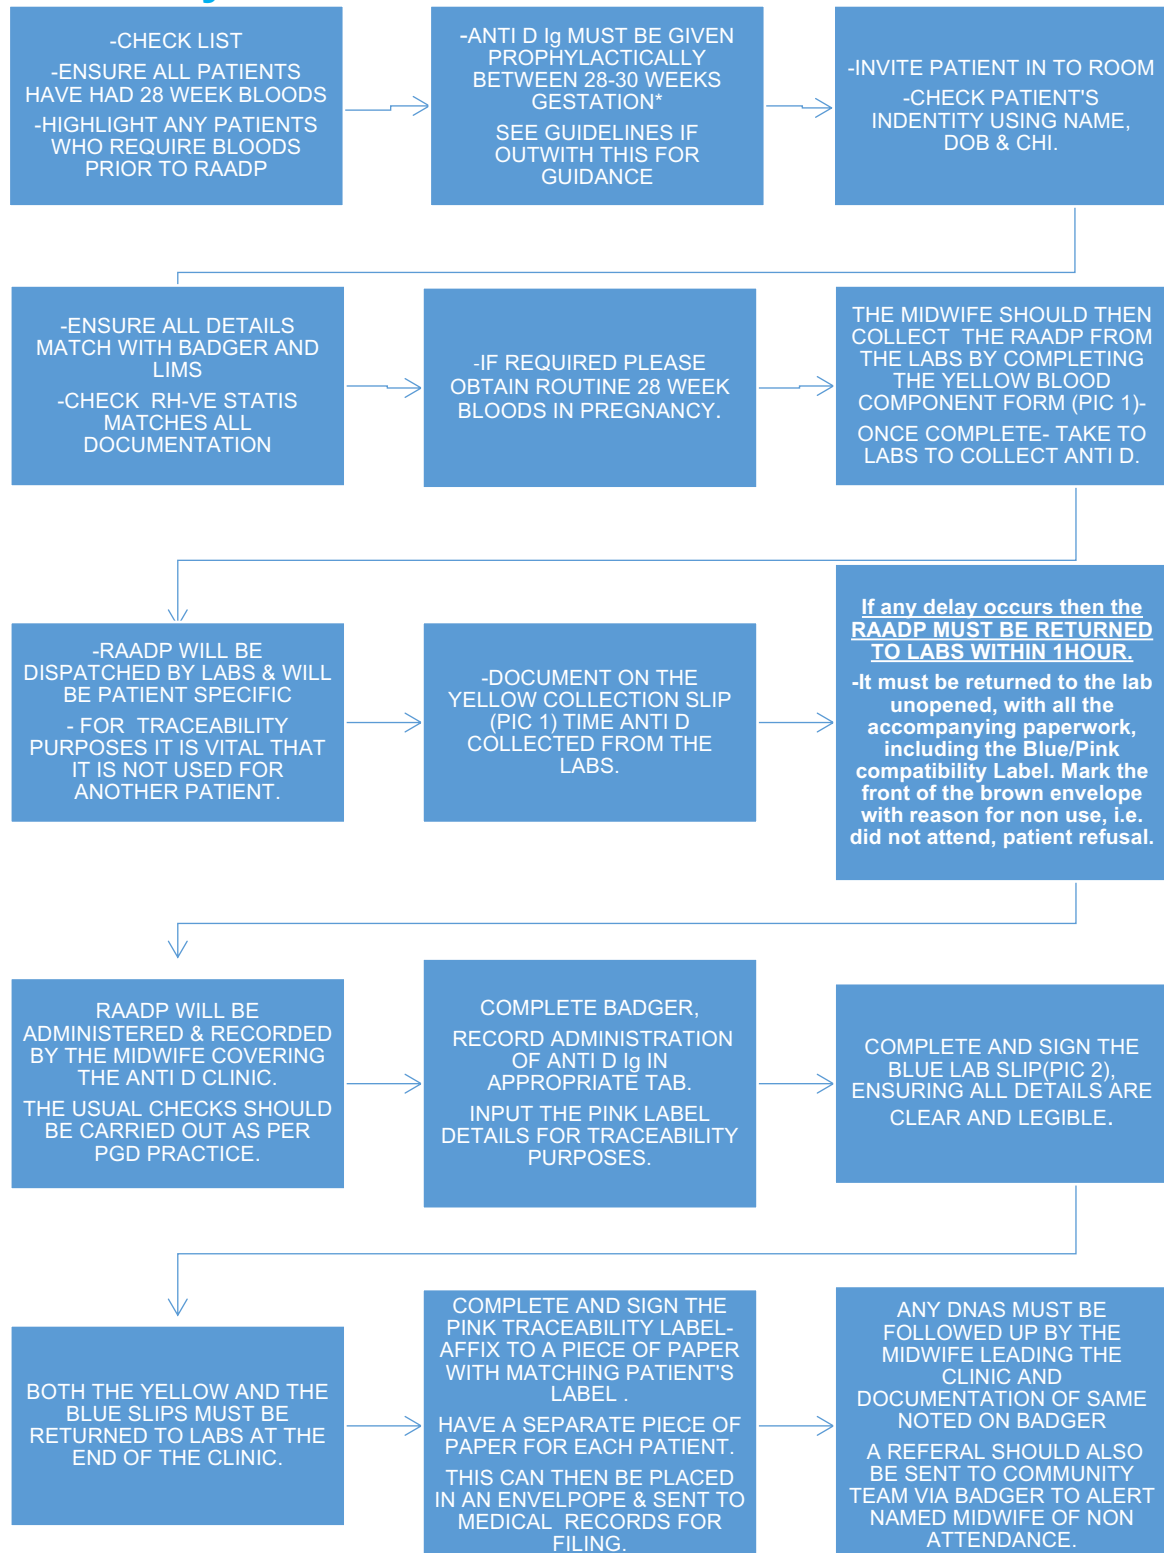 -CHECK LIST
-ENSURE ALL PATIENTS
HAVE HAD 28 WEEK BLOODS
-HIGHLIGHT ANY PATIENTS
WHO REQUIRE BLOODS
PRIOR TO RAADP
-ANTI D Ig MUST BE GIVEN
PROPHYLACTICALLY
BETWEEN 28-30 WEEKS
GESTATION*
SEE GUIDELINES IF
OUTWITH THIS FOR
GUIDANCE
-INVITE PATIENT IN TO ROOM
-CHECK PATIENT'S
INDENTITY USING NAME,
DOB & CHI.
-ENSURE ALL DETAILS
MATCH WITH BADGER AND
LIMS
-CHECK RH-VE STATIS
MATCHES ALL
DOCUMENTATION
-IF REQUIRED PLEASE
OBTAIN ROUTINE 28 WEEK
BLOODS IN PREGNANCY.
THE MIDWIFE SHOULD THEN
COLLECT THE RAADP FROM
THE LABS BY COMPLETING
THE YELLOW BLOOD
COMPONENT FORM (PIC 1)-
ONCE COMPLETE- TAKE TO
LABS TO COLLECT ANTI D.
-RAADP WILL BE
DISPATCHED BY LABS & WILL
BE PATIENT SPECIFIC
- FOR TRACEABILITY
PURPOSES IT IS VITAL THAT
IT IS NOT USED FOR
ANOTHER PATIENT.
-DOCUMENT ON THE
YELLOW COLLECTION SLIP
(PIC 1) TIME ANTI D
COLLECTED FROM THE
LABS.
If any delay occurs then the
RAADP MUST BE RETURNED
TO LABS WITHIN 1HOUR.
-It must be returned to the lab
unopened, with all the
accompanying paperwork,
including the Blue/Pink
compatibility Label. Mark the
front of the brown envelope
with reason for non use, i.e.
did not attend, patient refusal.
RAADP WILL BE
ADMINISTERED & RECORDED
BY THE MIDWIFE COVERING
THE ANTI D CLINIC.
THE USUAL CHECKS SHOULD
BE CARRIED OUT AS PER
PGD PRACTICE.
COMPLETE BADGER,
RECORD ADMINISTRATION
OF ANTI D Ig IN
APPROPRIATE TAB.
INPUT THE PINK LABEL
DETAILS FOR TRACEABILITY
PURPOSES.
COMPLETE AND SIGN THE
BLUE LAB SLIP(PIC 2),
ENSURING ALL DETAILS ARE
CLEAR AND LEGIBLE.
BOTH THE YELLOW AND THE
BLUE SLIPS MUST BE
RETURNED TO LABS AT THE
END OF THE CLINIC.
COMPLETE AND SIGN THE
PINK TRACEABILITY LABEL-
AFFIX TO A PIECE OF PAPER
WITH MATCHING PATIENT'S
LABEL .
HAVE A SEPARATE PIECE OF
PAPER FOR EACH PATIENT.
THIS CAN THEN BE PLACED
IN AN ENVELPOPE & SENT TO
MEDICAL RECORDS FOR
FILING.
ANY DNAS MUST BE
FOLLOWED UP BY THE
MIDWIFE LEADING THE
CLINIC AND
DOCUMENTATION OF SAME
NOTED ON BADGER
A REFERAL SHOULD ALSO
BE SENT TO COMMUNITY
TEAM VIA BADGER TO ALERT
NAMED MIDWIFE OF NON
ATTENDANCE.